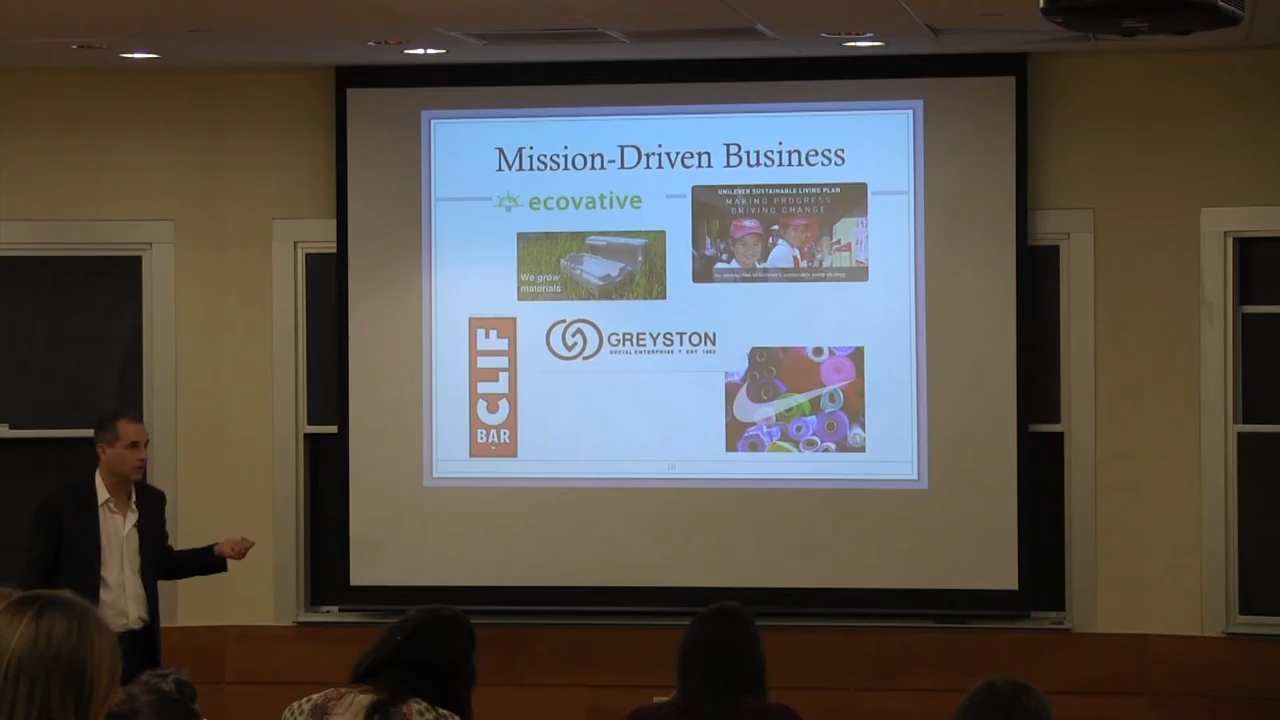 Mission-Driven Business
ecovative
UNILEVER SUSTAINABLE LIVING PLAN
MAKING PROGRESS
DRIVING CHANGE
We grow
materials
CLIF
BAR
GREYSTON
SOCIAL ENTERPRISE • EST 1982
10